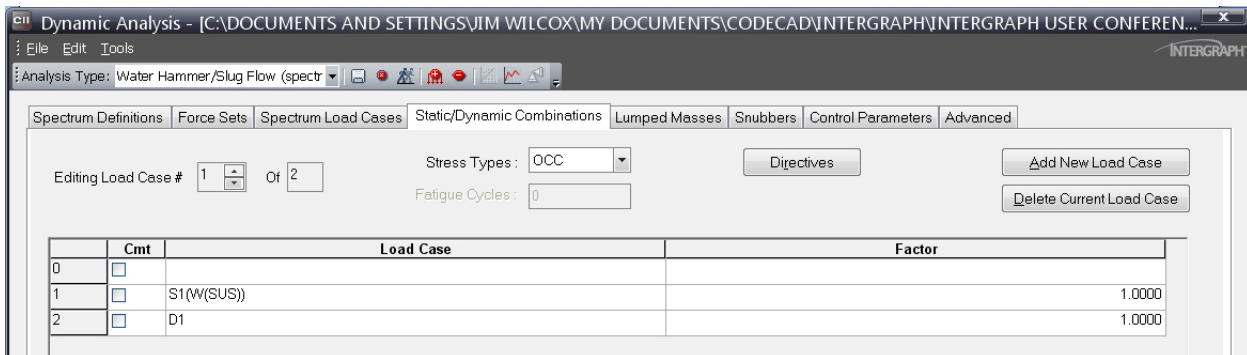 CII Dynamic Analysis - [C:\DOCUMENTS AND SETTINGS\JIM WILCOX\MY DOCUMENTS\CODECAD\INTERGRAPH\INTERGRAPH USER CONFEREN... x
File Edit Tools
INTERGRAPH
Analysis Type: Water Hammer/Slug Flow (spectr
Spectrum Definitions Force Sets Spectrum Load Cases Static/Dynamic Combinations Lumped Masses Snubbers Control Parameters Advanced
Editing Load Case # 1 Of 2 Stress Types : OCC Directives Add New Load Case
Fatigue Cycles : 0 Delete Current Load Case
Cmt Load Case Factor
0
1 S1(W(SUS)) 1.0000
2 D1 1.0000